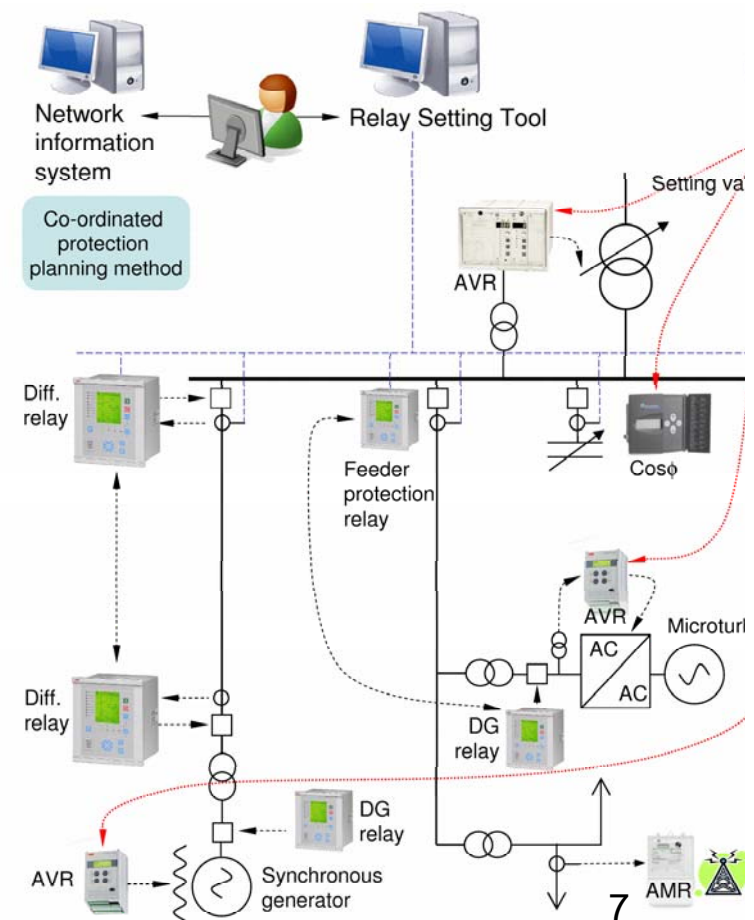 Network
information
system
Relay Setting Tool
Co-ordinated
protection
planning method
Setting va
AVR
Diff.
relay
Feeder
protection
relay
Cosϕ
AVR
Microturl
AC
AC
Diff.
relay
DG
relay
DG
relay
AVR
Synchronous
generator
7
AMR